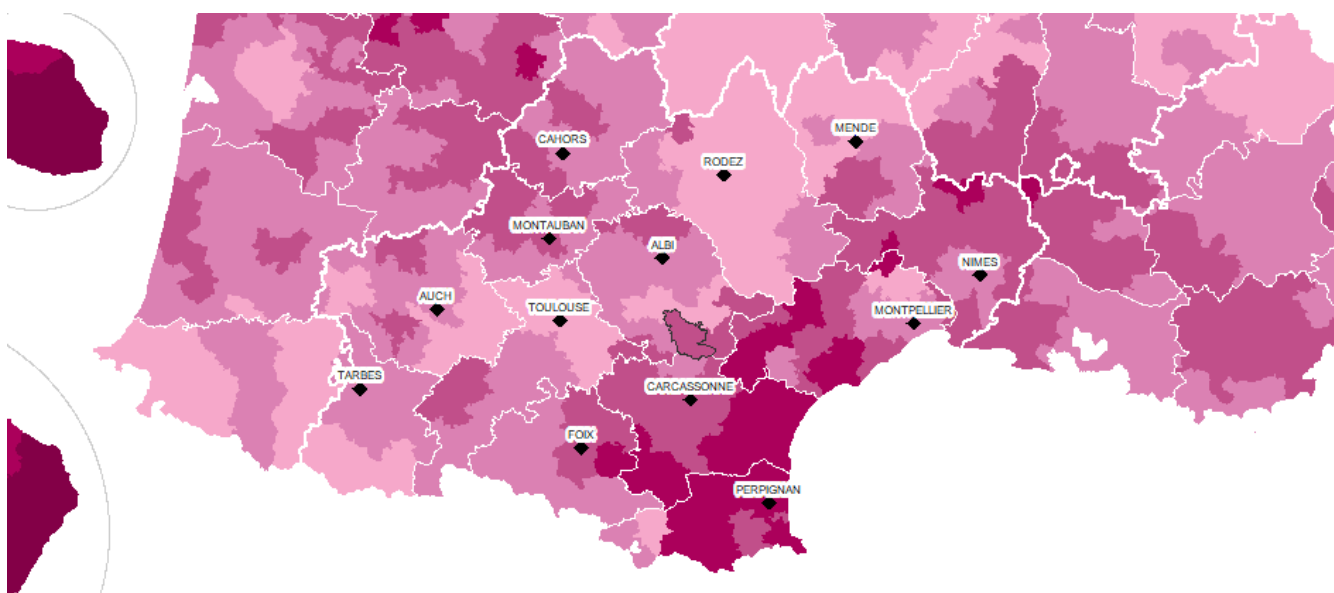 MENDE
CAHORS
RODEZ
MONTAUBAN
ALBI
NIMES
AUCH
TOULOUSE
MONTPELLIER
TARBES
CARCASSONNE
FOIX
PERPIGNAN